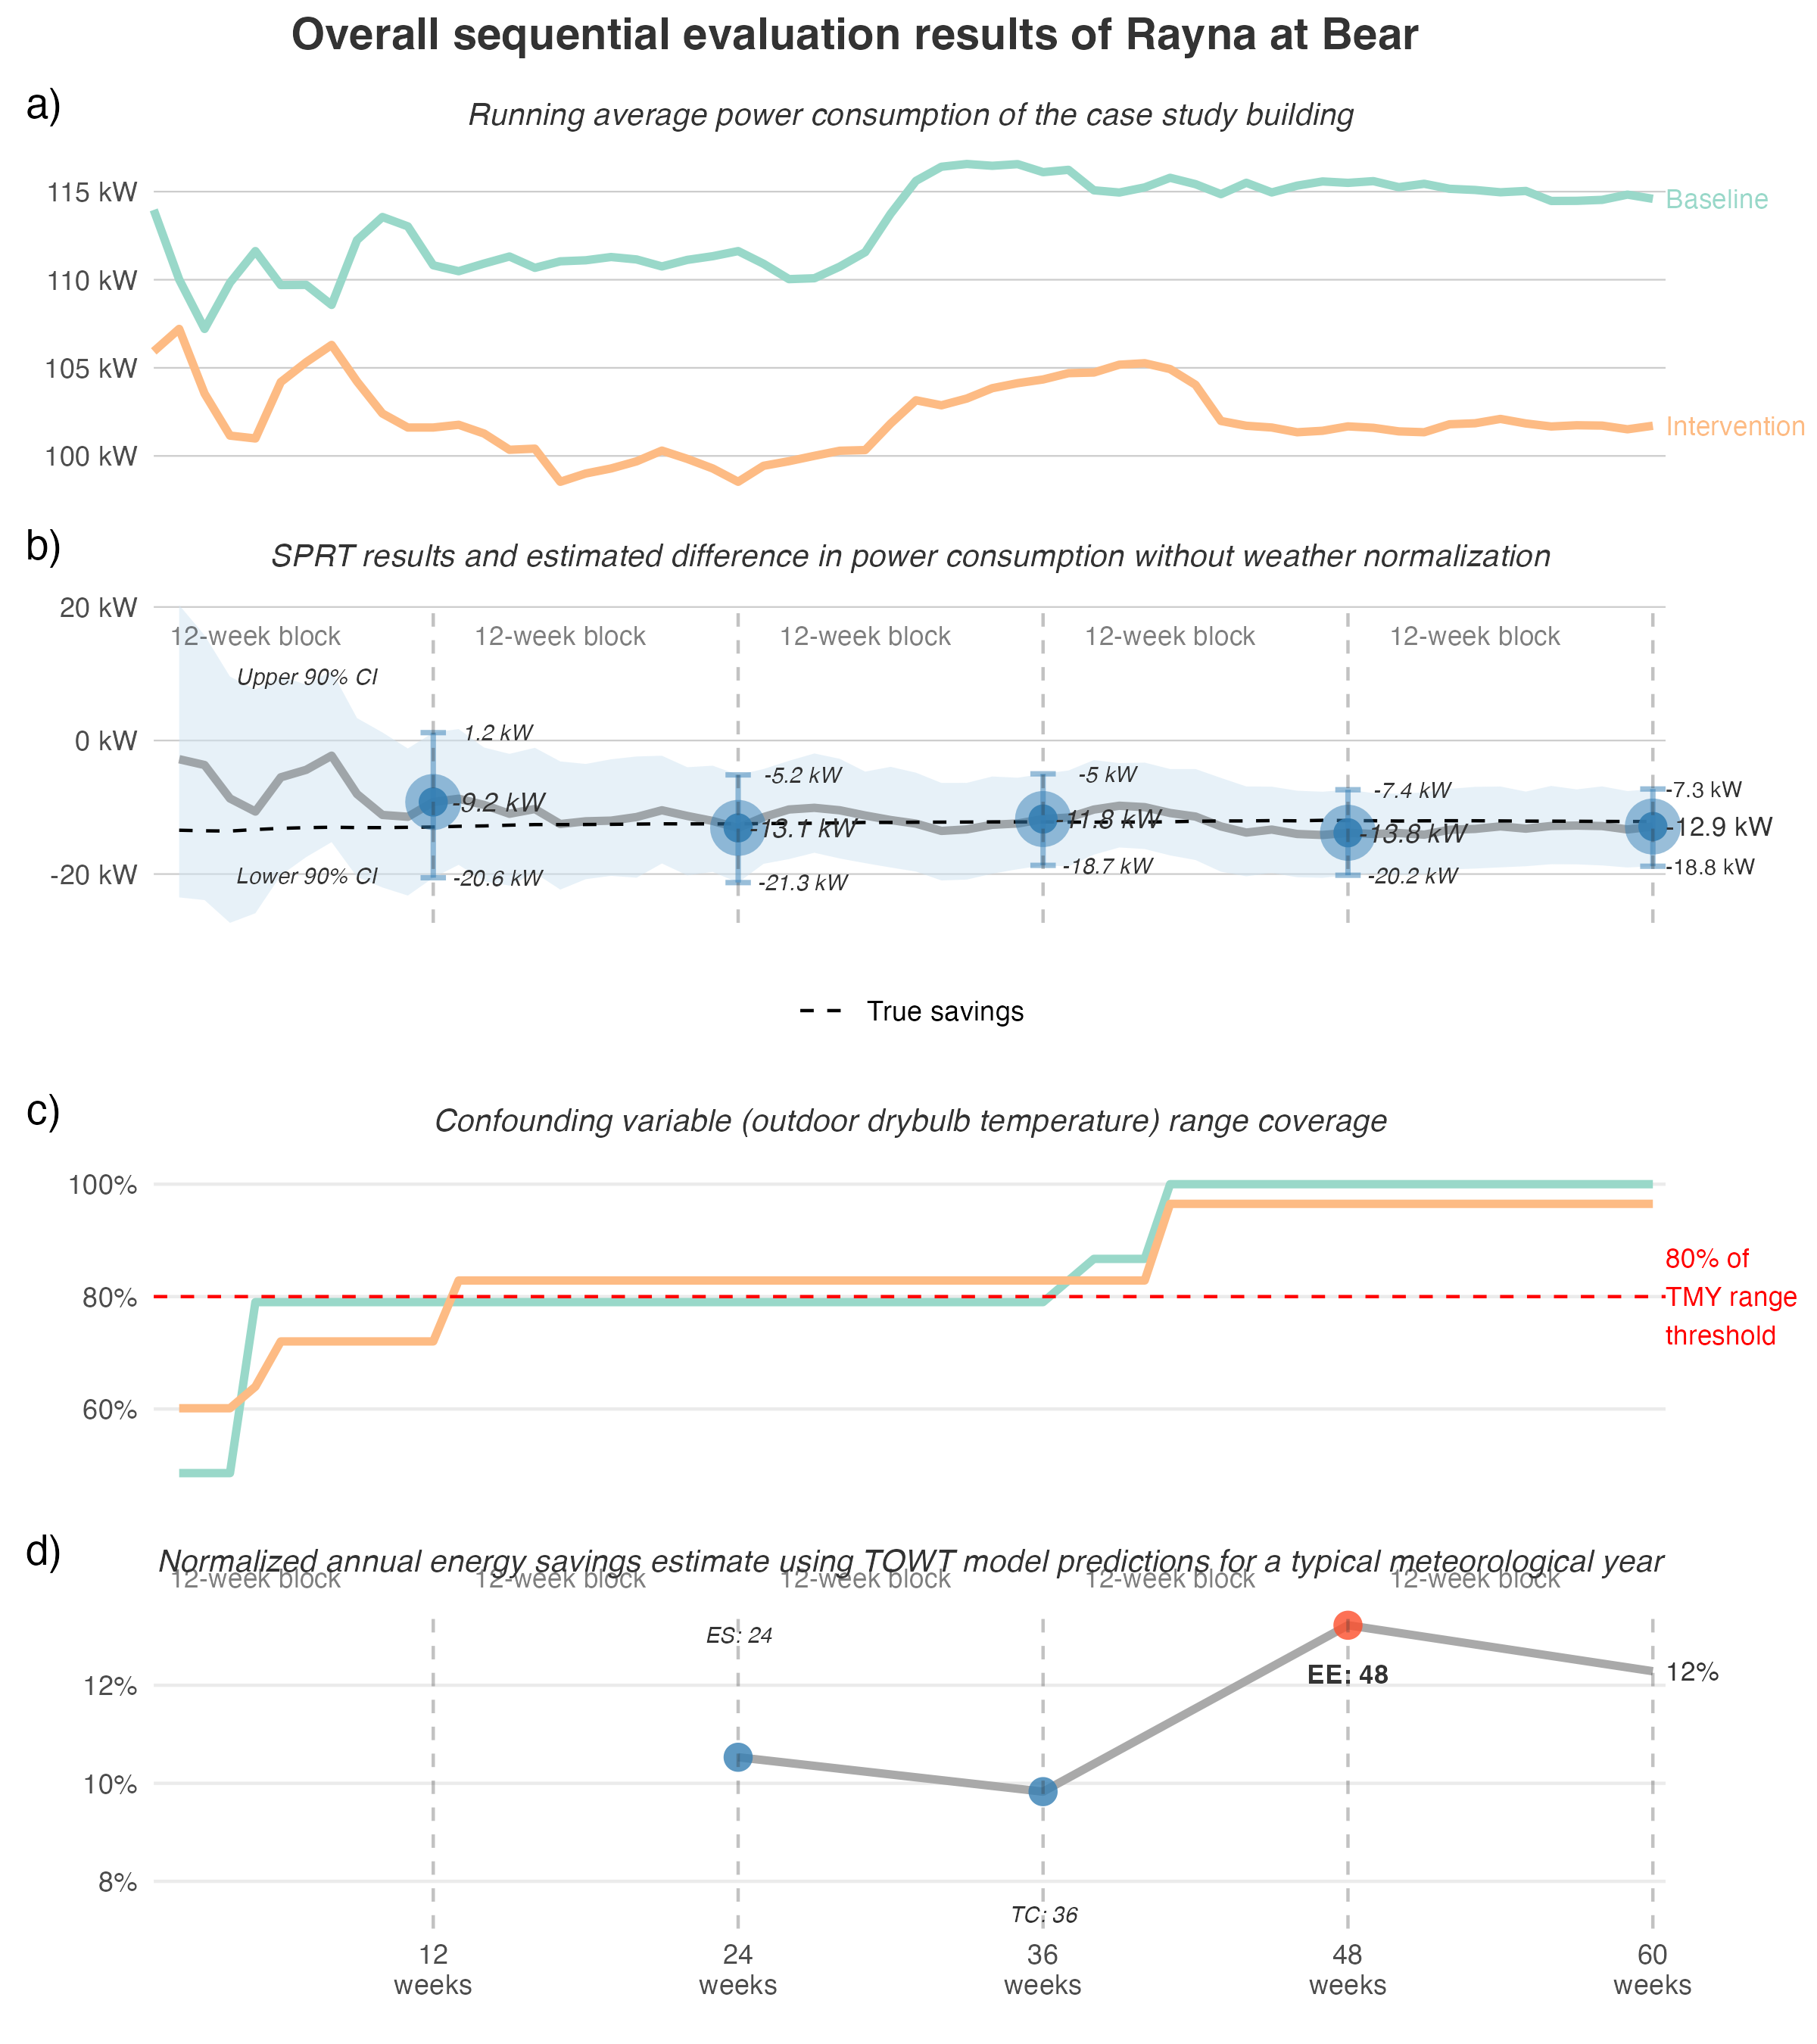 Overall sequential evaluation results of Rayna at Bear
a)
Running average power consumption of the case study building
115 kW
110 kW
105 kW
100 kW
Baseline
Intervention
b)
SPRT results and estimated difference in power consumption without weather normalization
20 kW
0 kW
-20 kW
12-week block
12-week block
12-week block
12-week block
12-week block
Upper 90% CI
Lower 90% CI
1.2 kW
-9.2 kW
-20.6 kW
-5.2 kW
-13.1 kW
-21.3 kW
-5 kW
-11.8 kW
-18.7 kW
-7.4 kW
-13.8 kW
-20.2 kW
-7.3 kW
-12.9 kW
-18.8 kW
True savings
c)
Confounding variable (outdoor drybulb temperature) range coverage
100%
80%
60%
80% of
TMY range
threshold
d)
Normalized annual energy savings estimate using TOWT model predictions for a typical meteorological year
12-week block
12-week block
12-week block
12-week block
12-week block
12%
10%
8%
ES: 24
TC: 36
EE: 48
12%
12
weeks
24
weeks
36
weeks
48
weeks
60
weeks